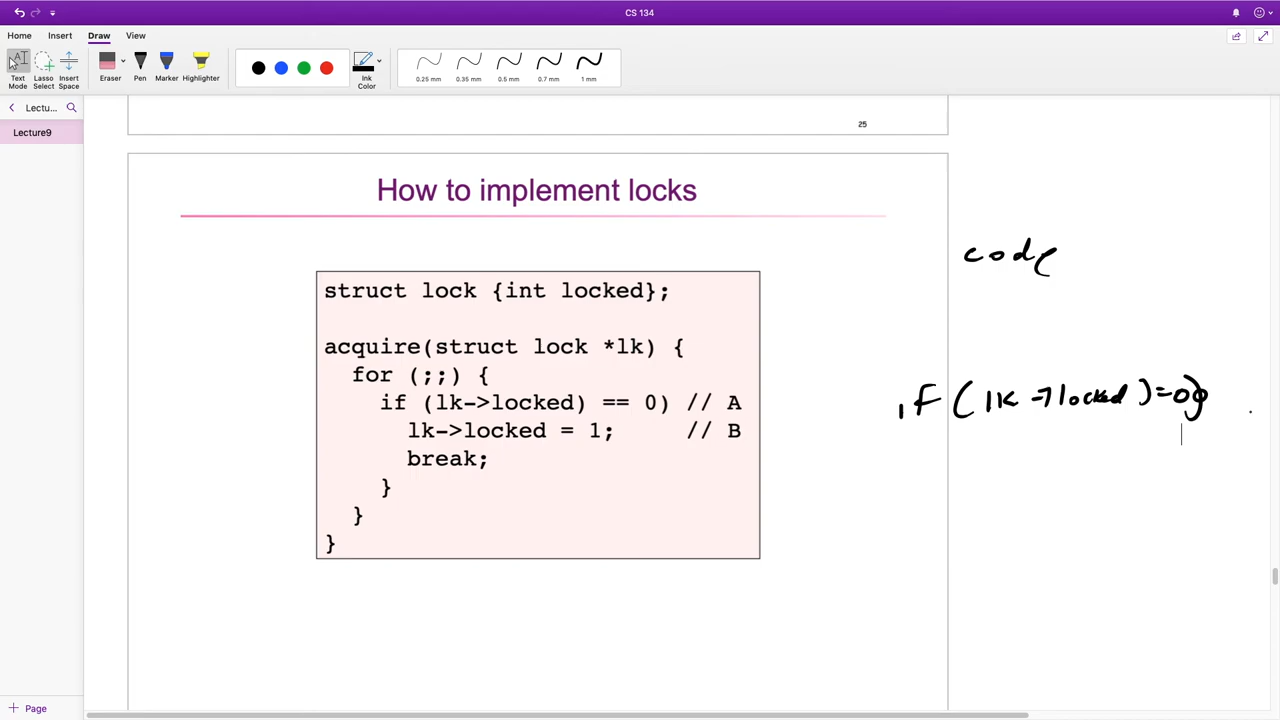 CS 134
Home Insert Draw View
Text Mode
Lasso Select
Insert Space
Eraser
Pen
Marker
Highlighter
Ink Color
0.25 mm
0.35 mm
0.5 mm
0.7 mm
1 mm
Lectu...
Lecture9
25
How to implement locks
code
struct lock {int locked};
acquire(struct lock *lk) {
for (;;) {
if (lk->locked) == 0) // A
if (lk->locked)=0
lk->locked = 1; // B
break;
}
}
}
Page